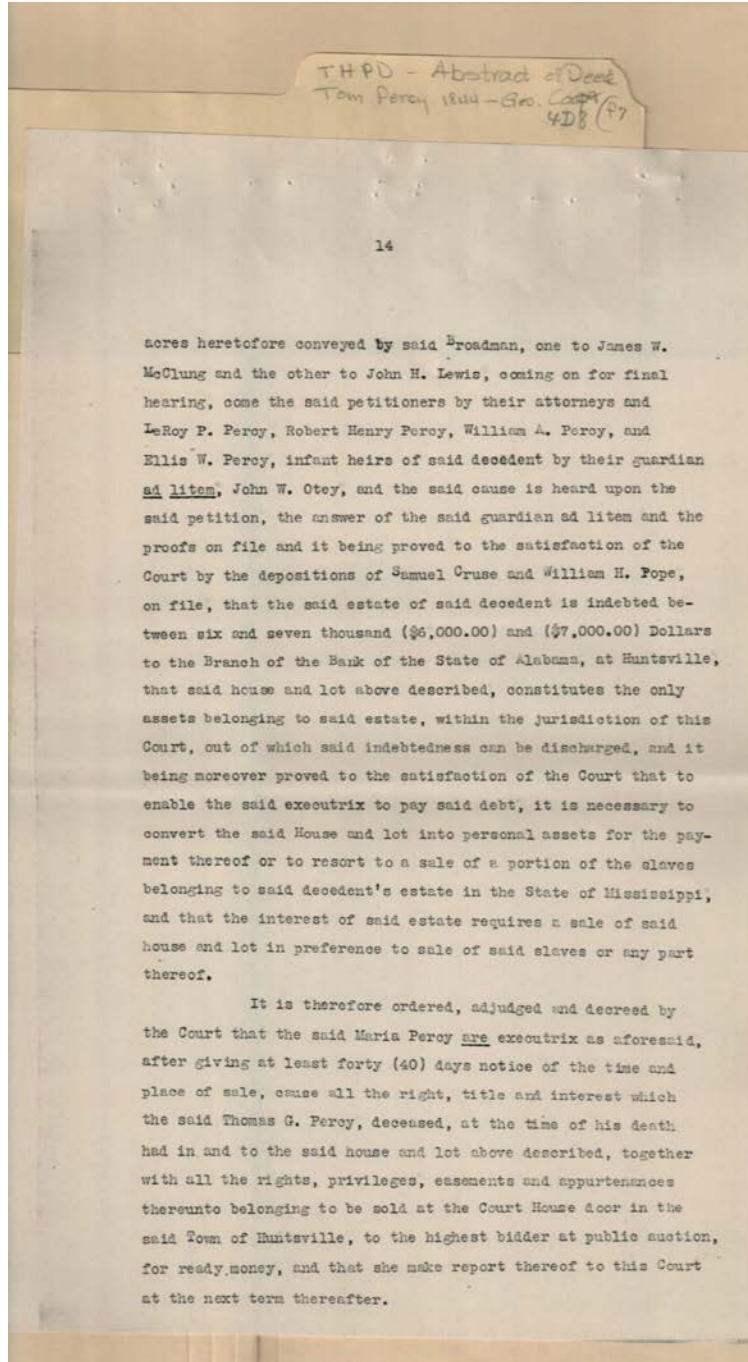 THPD - Abstract of Deed
Tom Percy 1844 - Geo.
4D8 (f7
14
acres heretofore conveyed by said Broadman, one to James W.
McClung and the other to John H. Lewis, coming on for final
hearing, come the said petitioners by their attorneys and
LeRoy P. Percy, Robert Henry Percy, William A. Percy, and
Ellis W. Percy, infant heirs of said decedent by their guardian
ad litem, John W. Otey, and the said cause is heard upon the
said petition, the answer of the said guardian ad litem and the
proofs on file and it being proved to the satisfaction of the
Court by the depositions of Samuel Cruse and William H. Pope,
on file, that the said estate of said decedent is indebted be-
tween six and seven thousand ($6,000.00) and ($7,000.00) Dollars
to the Branch of the Bank of the State of Alabama, at Huntsville,
that said house and lot above described, constitutes the only
assets belonging to said estate, within the jurisdiction of this
Court, out of which said indebtedness can be discharged, and it
being moreover proved to the satisfaction of the Court that to
enable the said executrix to pay said debt, it is necessary to
convert the said House and lot into personal assets for the pay-
ment thereof or to resort to a sale of a portion of the slaves
belonging to said decedent's estate in the State of Mississippi,
and that the interest of said estate requires a sale of said
house and lot in preference to sale of said slaves or any part
thereof.
It is therefore ordered, adjudged and decreed by
the Court that the said Maria Percy are executrix as aforesaid,
after giving at least forty (40) days notice of the time and
place of sale, cause all the right, title and interest which
the said Thomas G. Percy, deceased, at the time of his death
had in and to the said house and lot above described, together
with all the rights, privileges, easements and appurtenances
thereunto belonging to be sold at the Court House door in the
said Town of Huntsville, to the highest bidder at public auction,
for ready money, and that she make report thereof to this Court
at the next term thereafter.